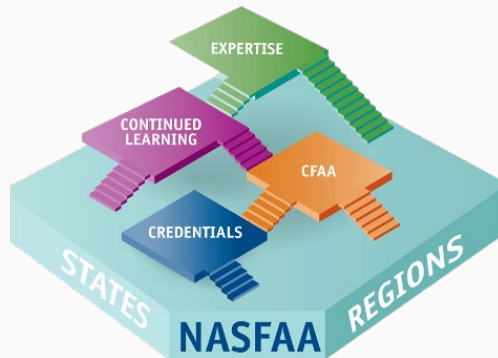 EXPERTISE
CONTINUED
LEARNING
CFAA
CREDENTIALS
STATES
REGIONS
NASFAA